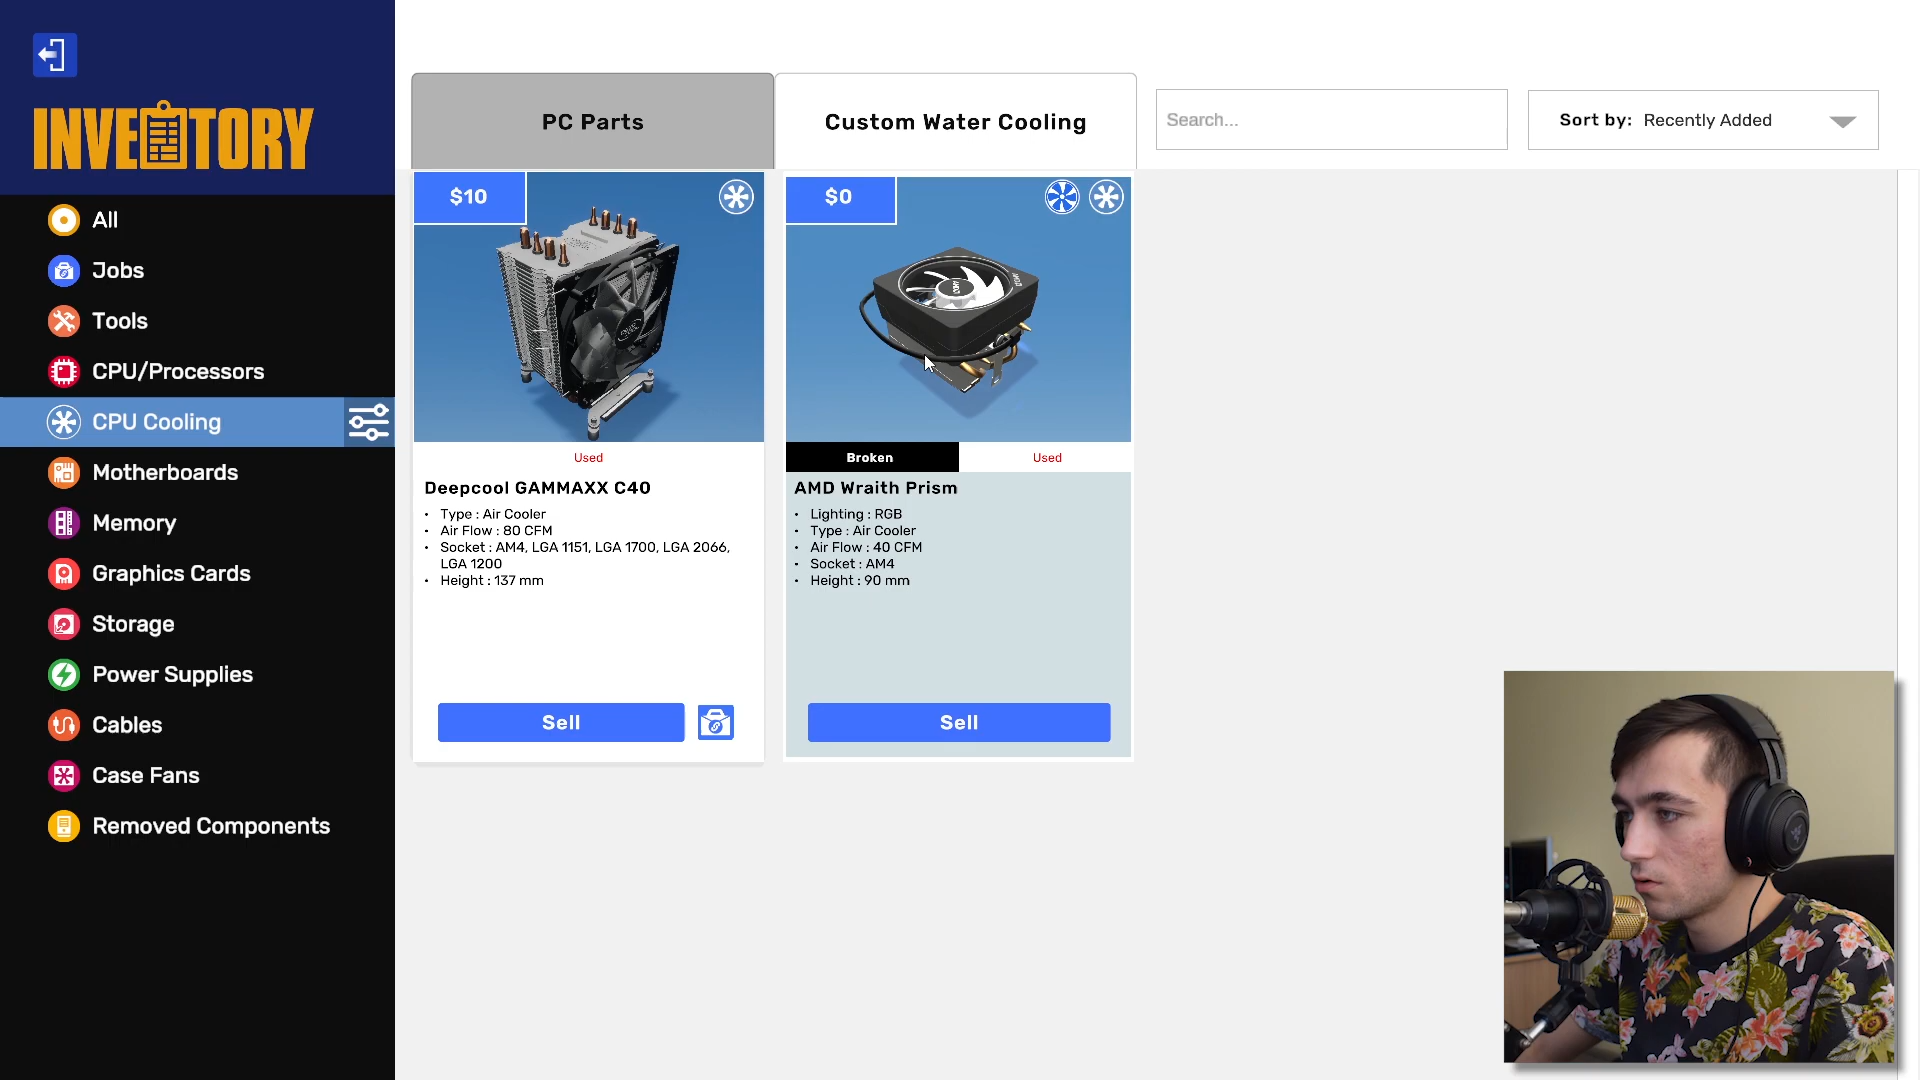 INVENTORY
All
Jobs
Tools
CPU/Processors
CPU Cooling
Motherboards
Memory
Graphics Cards
Storage
Power Supplies
Cables
Case Fans
Removed Components
PC Parts
Custom Water Cooling
Search...
Sort by: Recently Added
$10
Used
Deepcool GAMMAXX C40
• Type : Air Cooler
• Air Flow : 80 CFM
• Socket : AM4, LGA 1151, LGA 1700, LGA 2066,
LGA 1200
• Height : 137 mm
Sell
$0
Broken
Used
AMD Wraith Prism
• Lighting : RGB
• Type : Air Cooler
• Air Flow : 40 CFM
• Socket : AM4
• Height : 90 mm
Sell